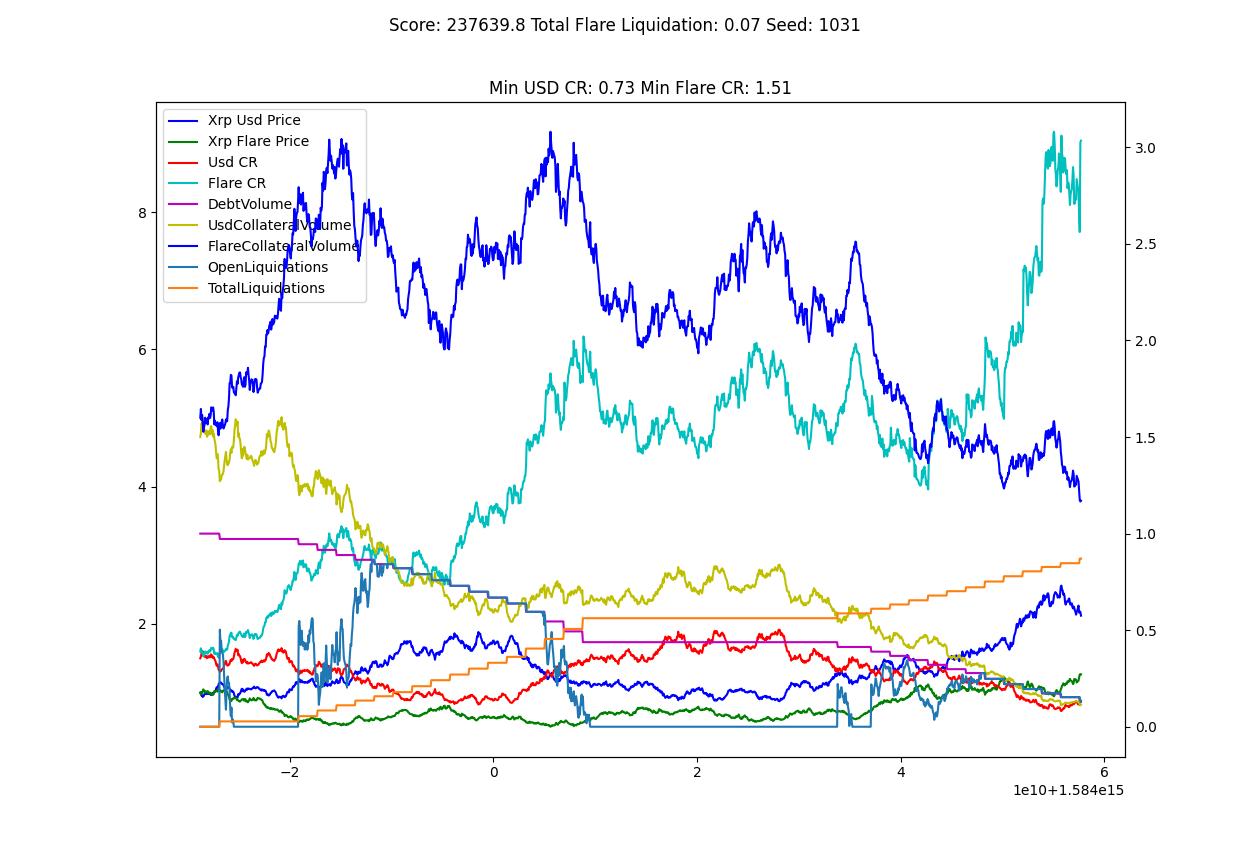 Score: 237639.8 Total Flare Liquidation: 0.07 Seed: 1031
Min USD CR: 0.73 Min Flare CR: 1.51
Xrp Usd Price
Xrp Flare Price
Usd CR
Flare CR
DebtVolume
UsdCollateralVolume
FlareCollateralVolume
OpenLiquidations
TotalLiquidations
8
6
4
2
3.0
2.5
2.0
1.5
1.0
0.5
0.0
−2
0
2
4
6
1e10+1.584e15